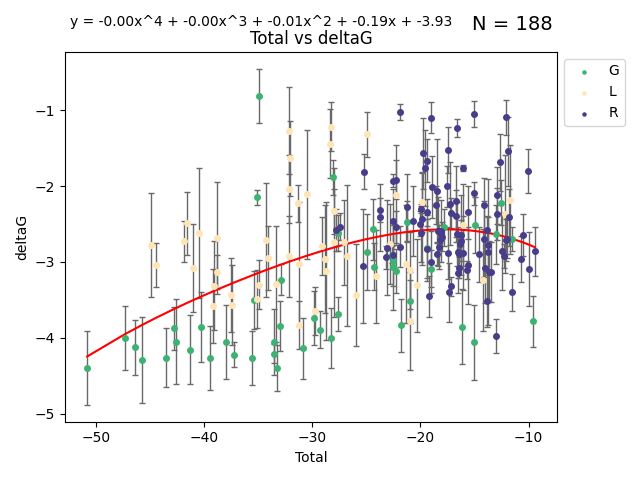 y = -0.00x^4 + -0.00x^3 + -0.01x^2 + -0.19x + -3.93 N = 188
Total vs deltaG
G
L
R
−1
−2
−3
−4
−5
deltaG
−50 −40 −30 −20 −10
Total